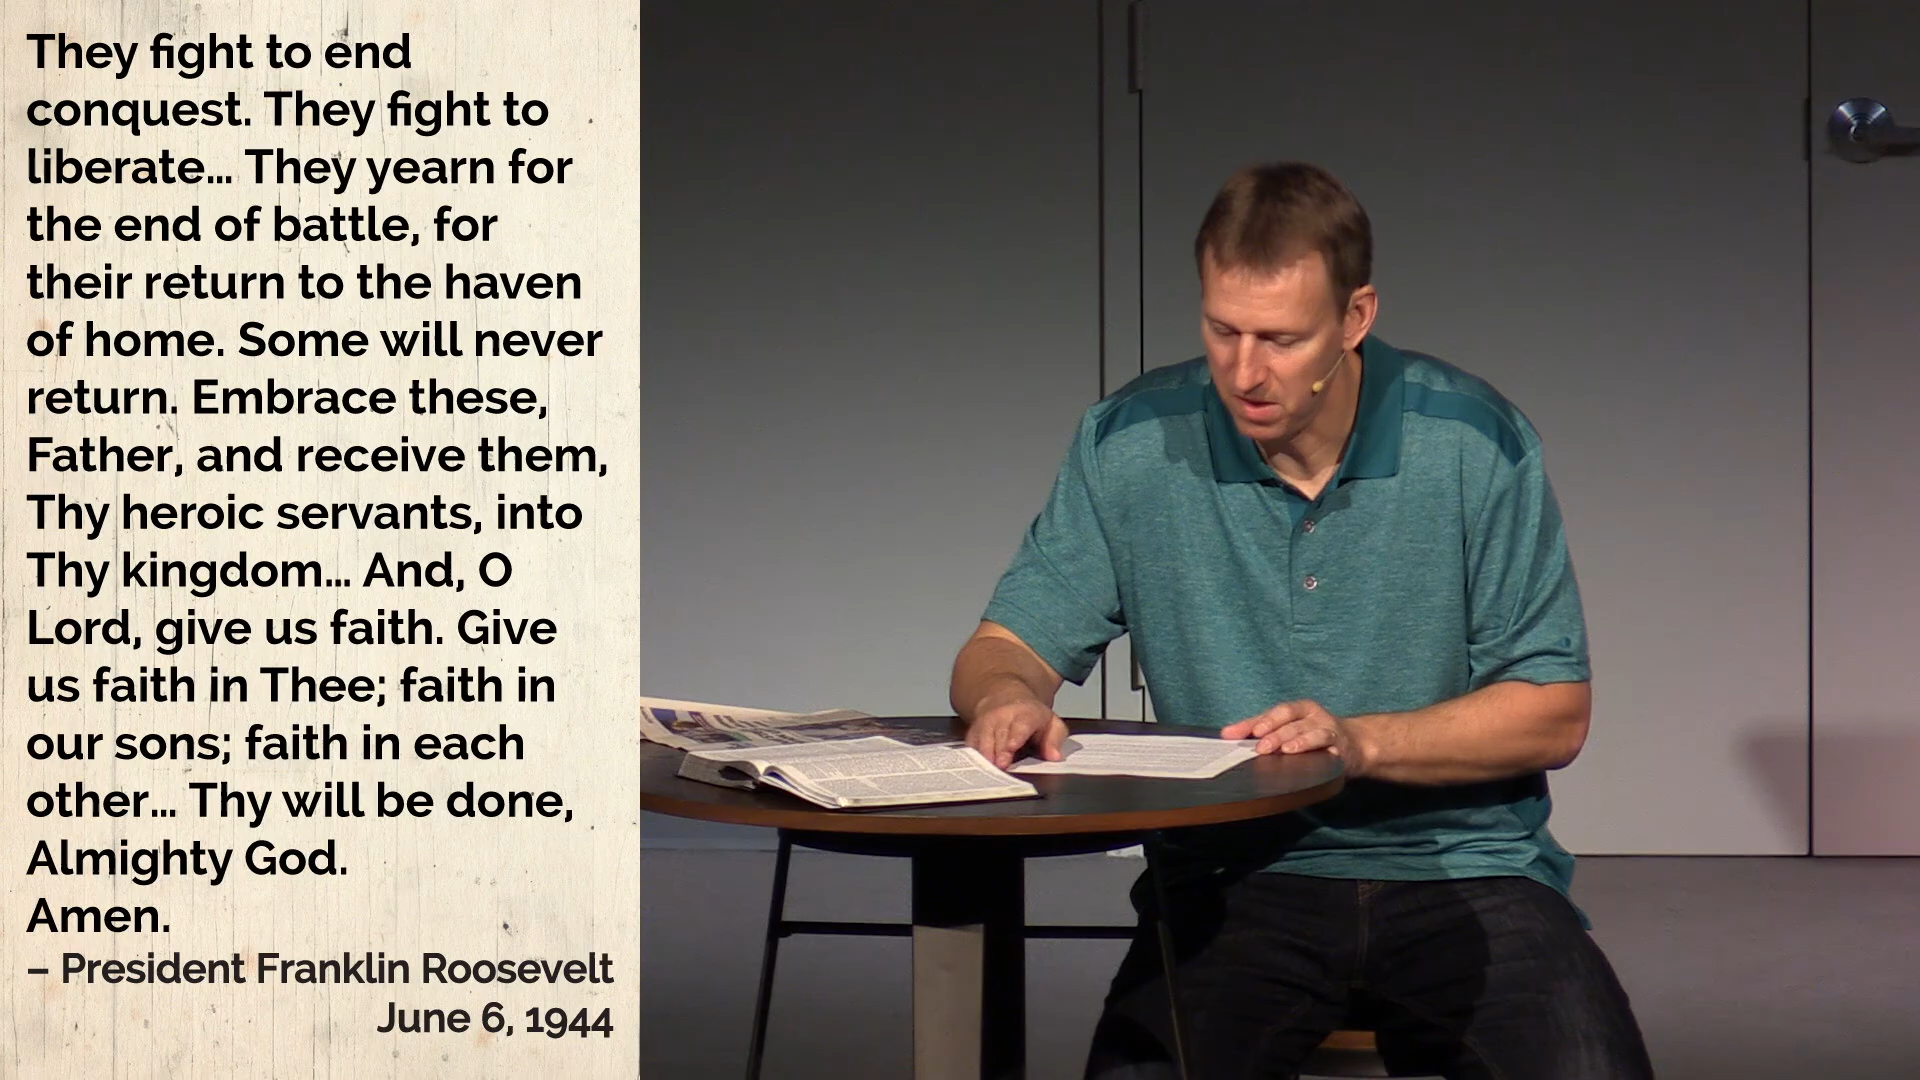 They fight to end
conquest. They fight to
liberate... They yearn for
the end of battle, for
their return to the haven
of home. Some will never
return. Embrace these,
Father, and receive them,
Thy heroic servants, into
Thy kingdom... And, O
Lord, give us faith. Give
us faith in Thee; faith in
our sons; faith in each
other... Thy will be done,
Almighty God.
Amen.
– President Franklin Roosevelt
June 6, 1944